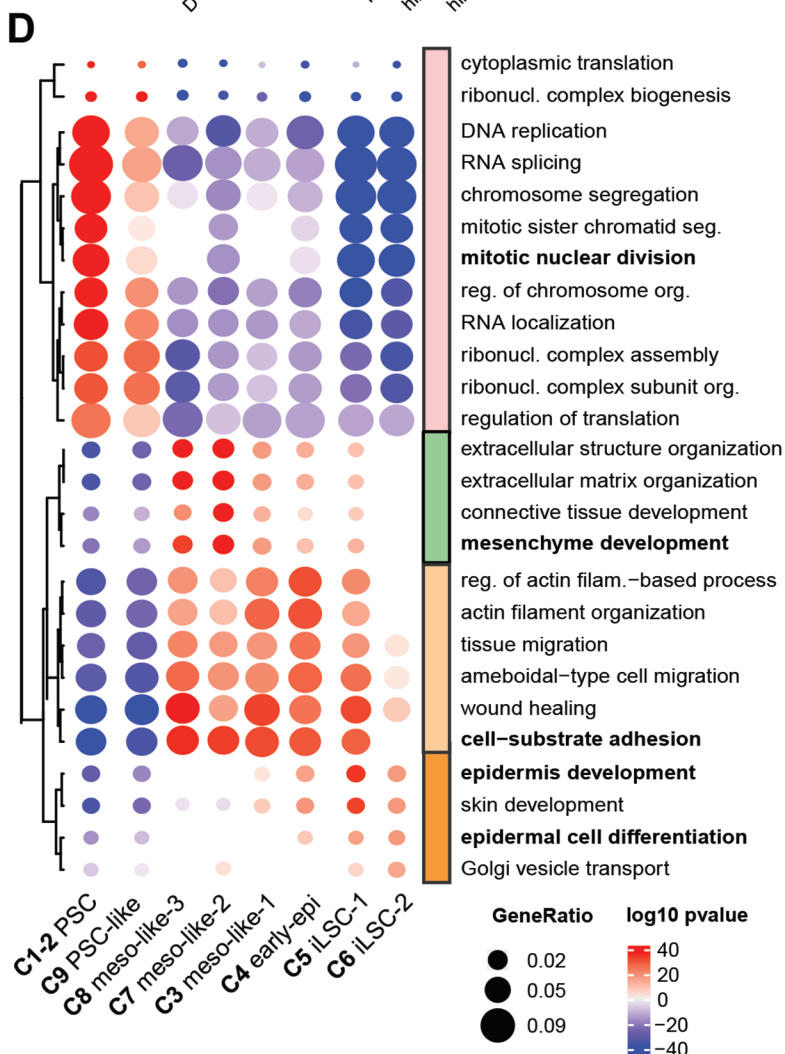 D
cytoplasmic translation
ribonucl. complex biogenesis
DNA replication
RNA splicing
chromosome segregation
mitotic sister chromatid seg.
mitotic nuclear division
reg. of chromosome org.
RNA localization
ribonucl. complex assembly
ribonucl. complex subunit org.
regulation of translation
extracellular structure organization
extracellular matrix organization
connective tissue development
mesenchyme development
reg. of actin filam.−based process
actin filament organization
tissue migration
ameboidal−type cell migration
wound healing
cell−substrate adhesion
epidermis development
skin development
epidermal cell differentiation
Golgi vesicle transport
C1-2 PSC
C9 PSC-like
C8 meso-like-3
C7 meso-like-2
C3 meso-like-1
C4 early-epi
C5 iLSC-1
C6 iLSC-2
GeneRatio
0.02
0.05
0.09
log10 pvalue
40
20
0
−20
−40